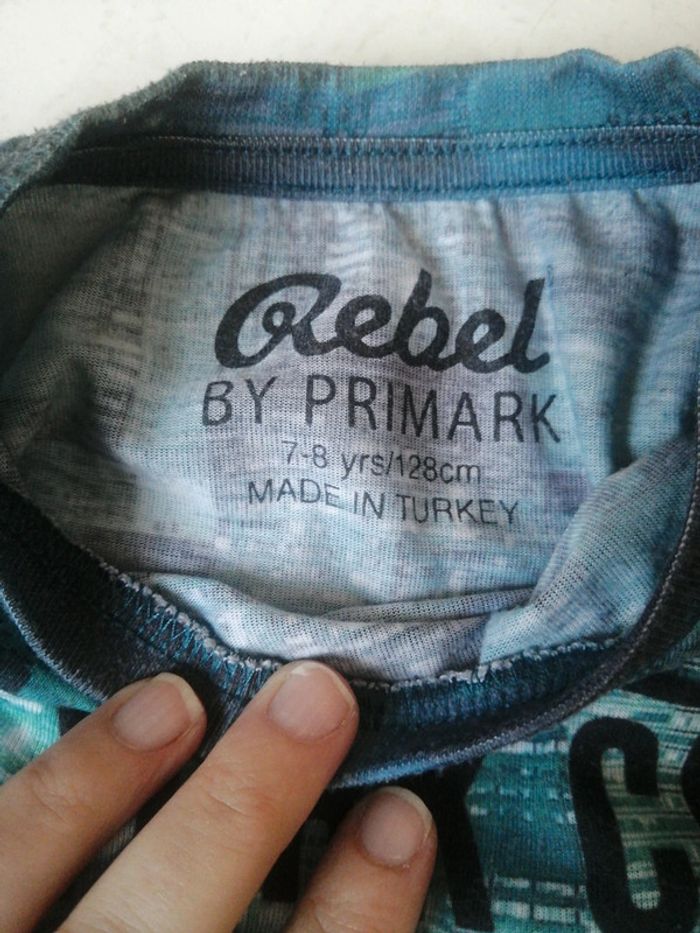 Rebel
BY PRIMARK
7-8 yrs/128cm
MADE IN TURKEY